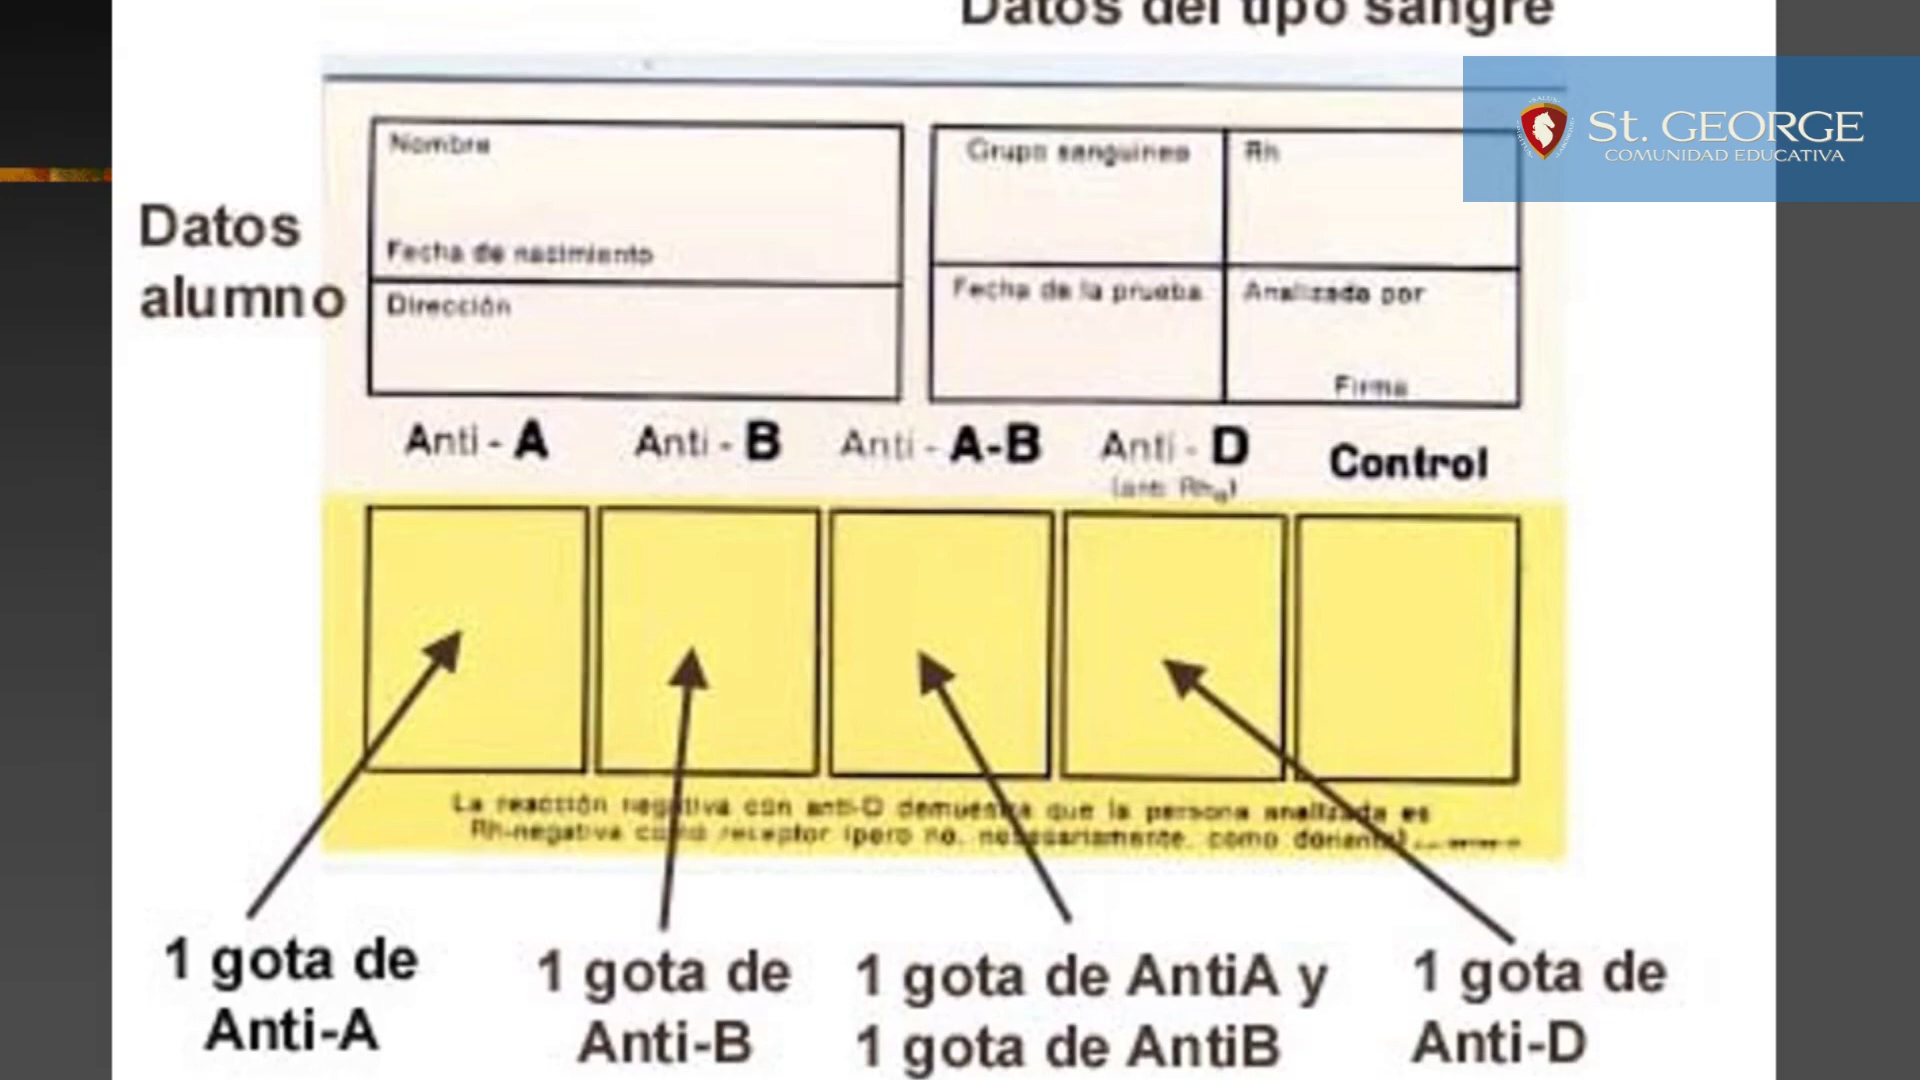 Datos del tipo sangre
St. GEORGE
COMUNIDAD EDUCATIVA
Nombre
Grupo sanguineo
Rh
Datos
alumno
Fecha de nacimiento
Dirección
Fecha de la prueba
Analizada por
Firma
Anti - A
Anti - B
Anti - A-B
Anti - D
(anti Rho)
Control
La reacción negativa con anti-D demuestra que la persona analizada es
Rh-negativa como receptor (pero no, necesariamente, como donante)
1 gota de
Anti-A
1 gota de
Anti-B
1 gota de AntiA y
1 gota de AntiB
1 gota de
Anti-D